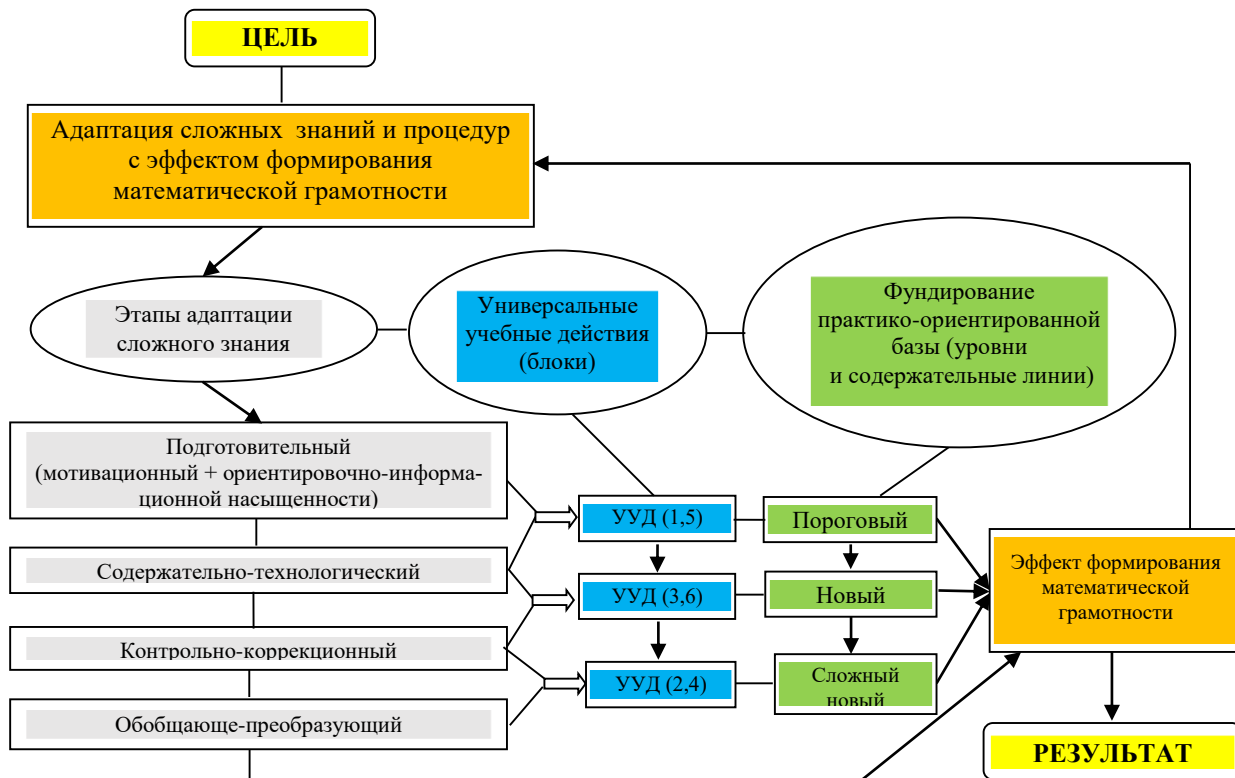 ЦЕЛЬ
Адаптация сложных знаний и процедур
с эффектом формирования
математической грамотности
Этапы адаптации
сложного знания
Универсальные
учебные действия
(блоки)
Фундирование
практико-ориентированной
базы (уровни
и содержательные линии)
Подготовительный
(мотивационный + ориентировочно-информа-
ционной насыщенности)
Содержательно-технологический
Контрольно-коррекционный
Обобщающе-преобразующий
УУД (1,5)
УУД (3,6)
УУД (2,4)
Пороговый
Новый
Сложный
новый
Эффект формирования
математической
грамотности
РЕЗУЛЬТАТ